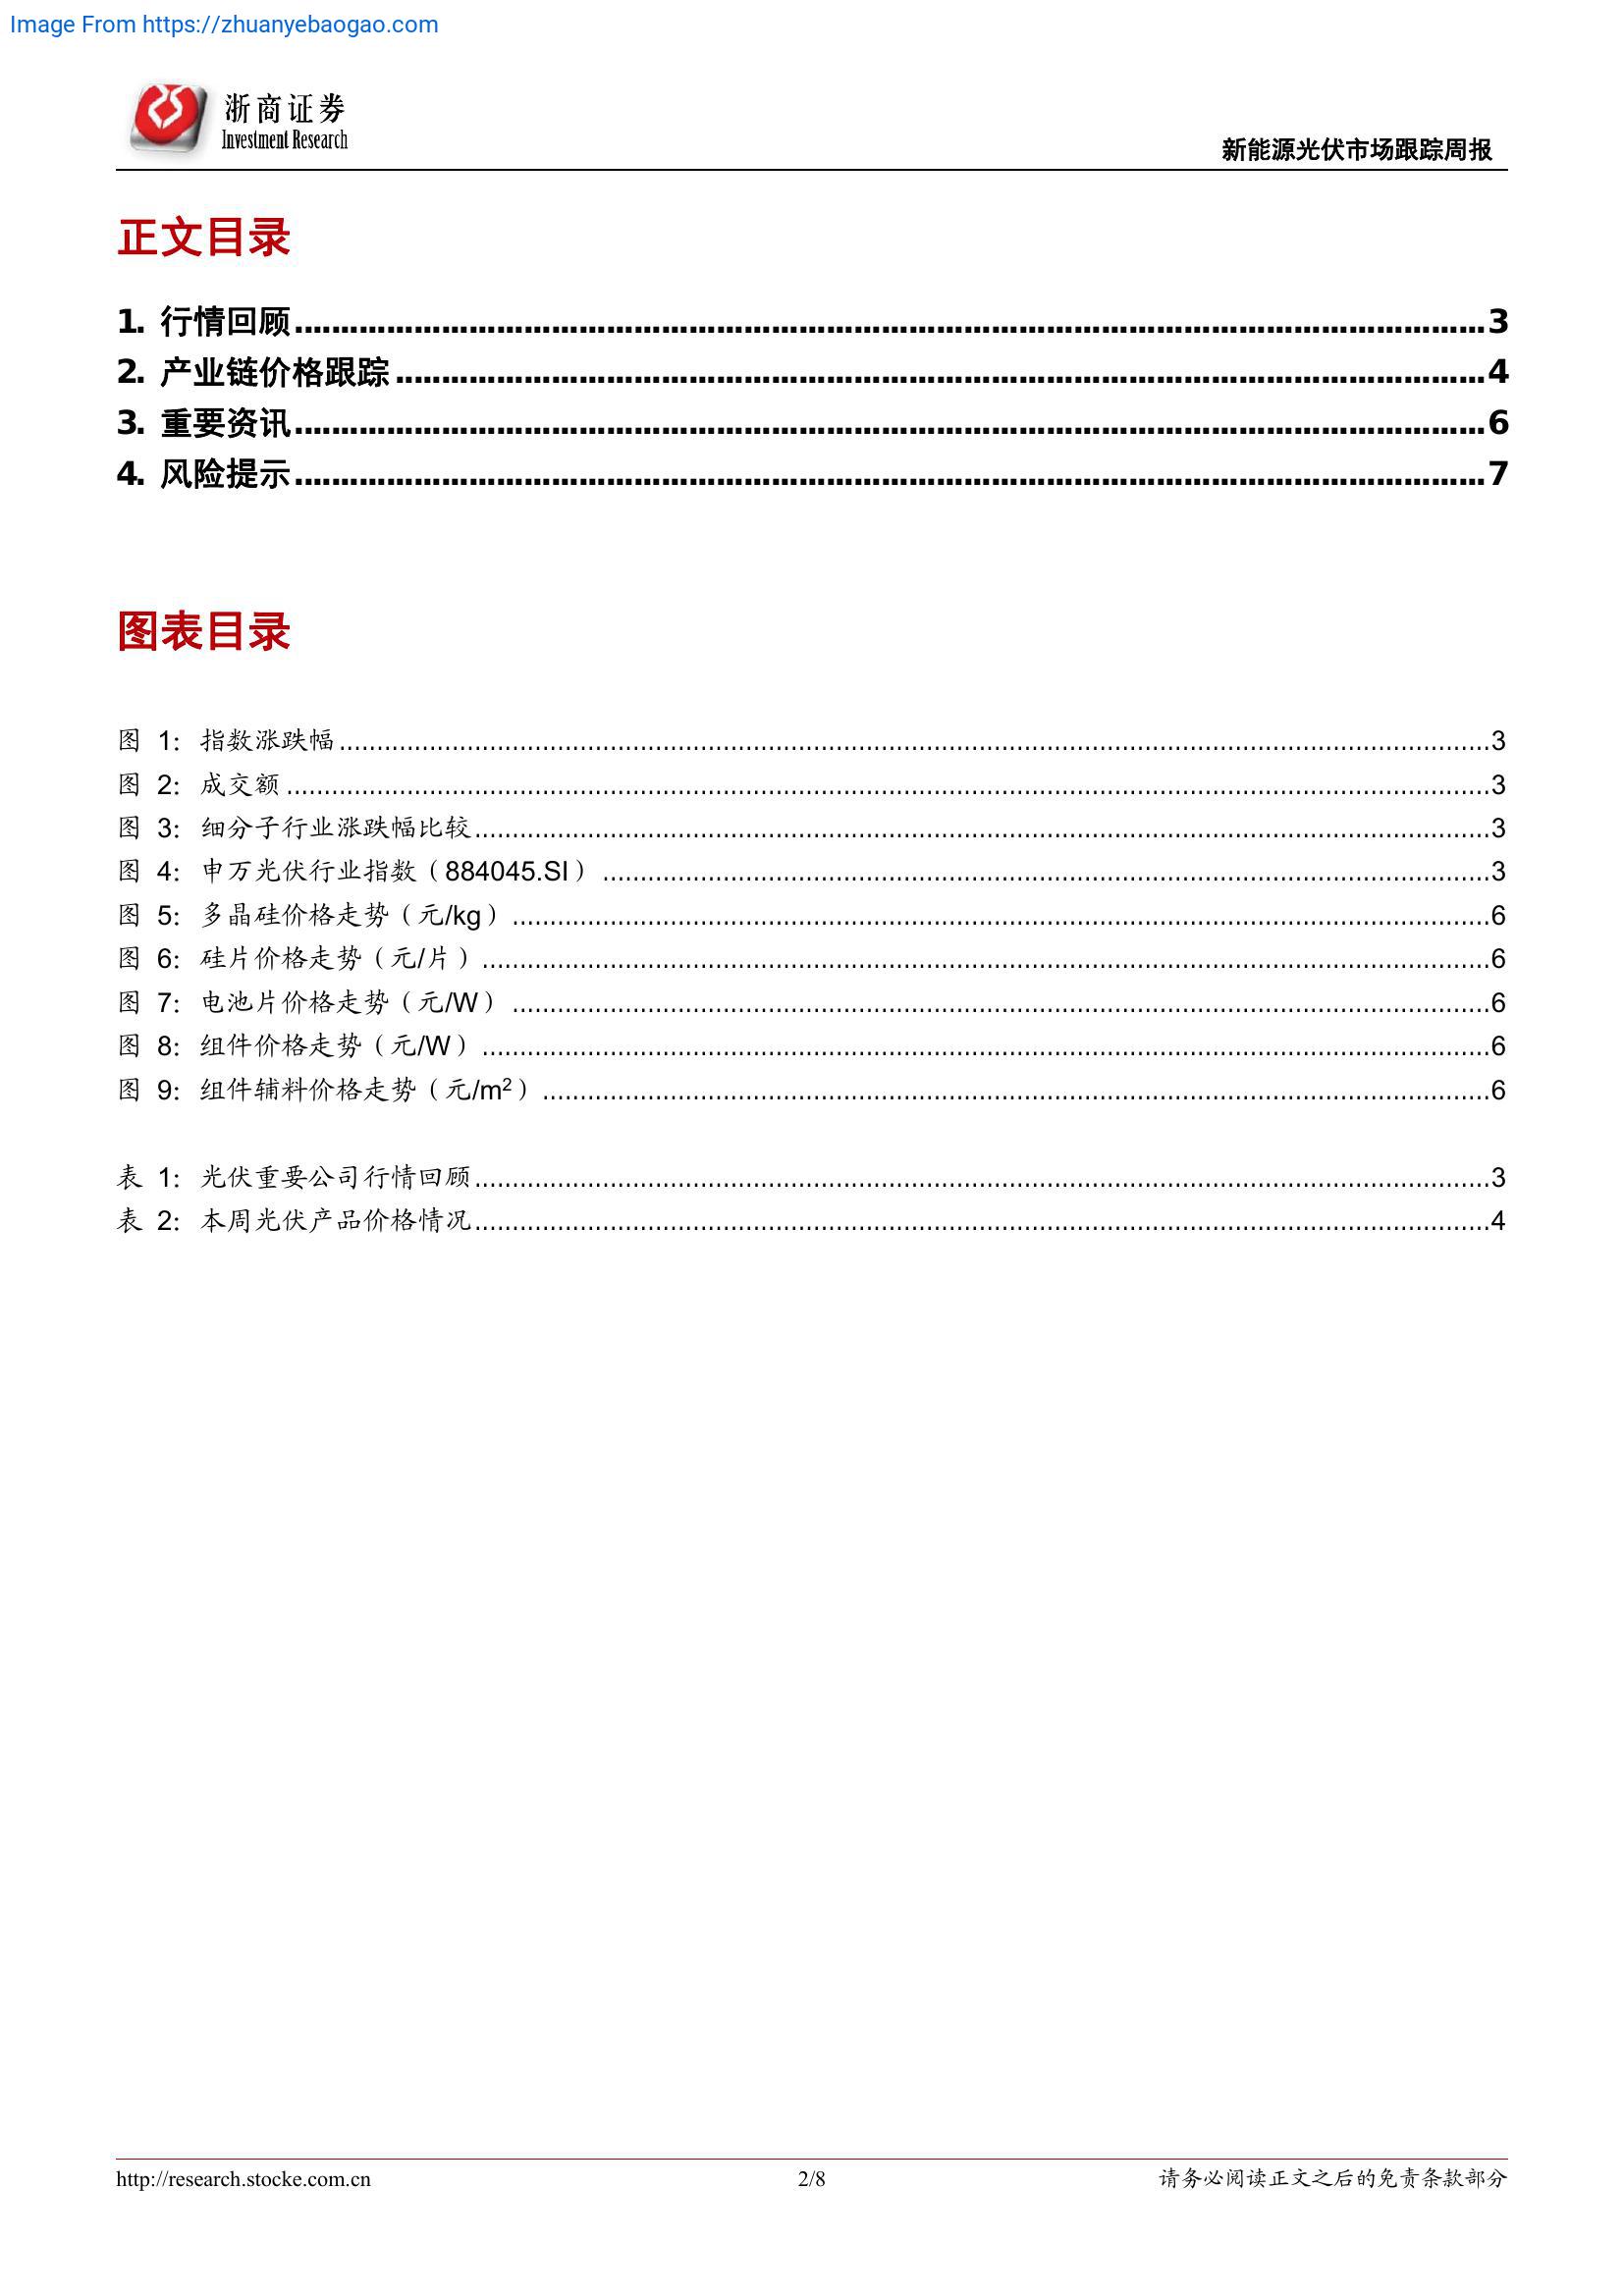 Image From https://zhuanyebaogao.com
浙商证券
Investment Research
新能源光伏市场跟踪周报
正文目录
1. 行情回顾................................................................3
2. 产业链价格跟踪................................................................4
3. 重要资讯................................................................6
4. 风险提示................................................................7
图表目录
图 1：指数涨跌幅................................................................3
图 2：成交额................................................................3
图 3：细分子行业涨跌幅比较................................................................3
图 4：申万光伏行业指数（884045.SI）................................................................3
图 5：多晶硅价格走势（元/kg）................................................................6
图 6：硅片价格走势（元/片）................................................................6
图 7：电池片价格走势（元/W）................................................................6
图 8：组件价格走势（元/W）................................................................6
图 9：组件辅料价格走势（元/m²）................................................................6
表 1：光伏重要公司行情回顾................................................................3
表 2：本周光伏产品价格情况................................................................4
http://research.stocke.com.cn
2/8
请务必阅读正文之后的免责条款部分